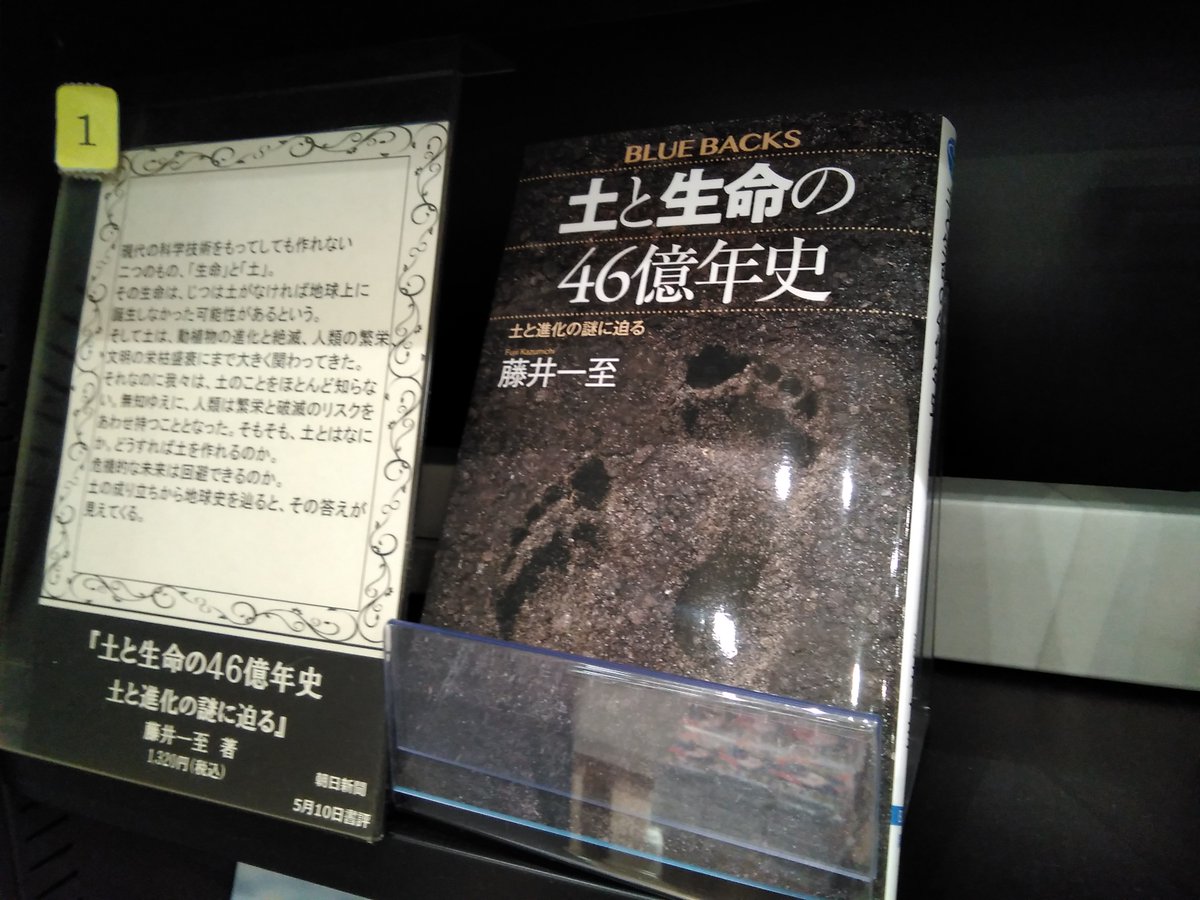 1
現代の科学技術をもってしても作れない
二つのもの、「生命」と「土」。
その生命は、じつは土がなければ地球上に
誕生しなかった可能性があるという。
そして土は、動植物の進化と絶滅、人類の繁栄
文明の栄枯盛衰にまで大きく関わってきた。
それなのに我々は、土のことをほとんど知らな
い。無知ゆえに、人類は繁栄と破滅のリスクを
あわせ持つこととなった。そもそも、土とはなに
か。どうすれば土を作れるのか。
危機的な未来は回避できるのか。
土の成り立ちから地球史を辿ると、その答えが
見えてくる。
『土と生命の46億年史
土と進化の謎に迫る』
藤井一至 著
1,320円(税込)
朝日新聞
5月10日書評
BLUE BACKS
土と生命の
46億年史
土と進化の謎に迫る
Fujii Kazumichi
藤井一至